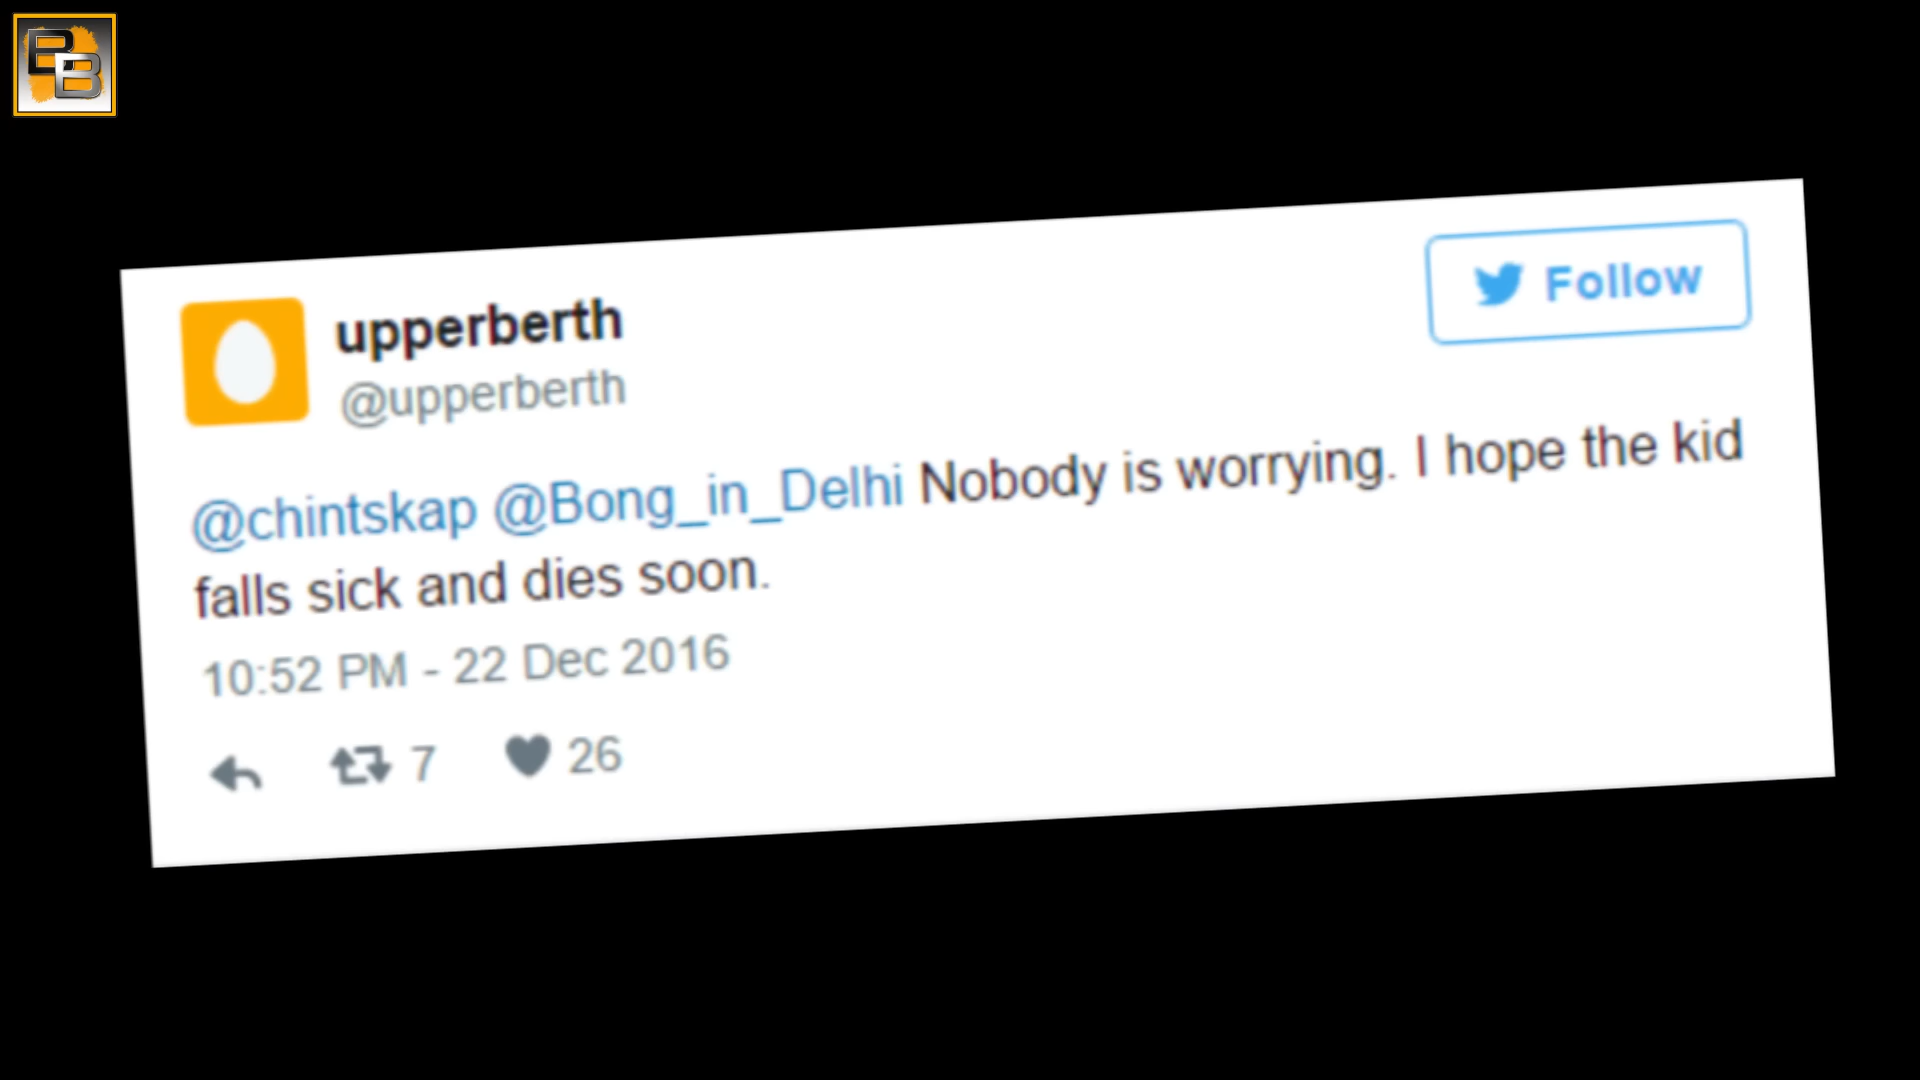 BB
upperberth
@upperberth
Follow
@chintskap @Bong_in_Delhi Nobody is worrying. I hope the kid
falls sick and dies soon.
10:52 PM - 22 Dec 2016
7 26